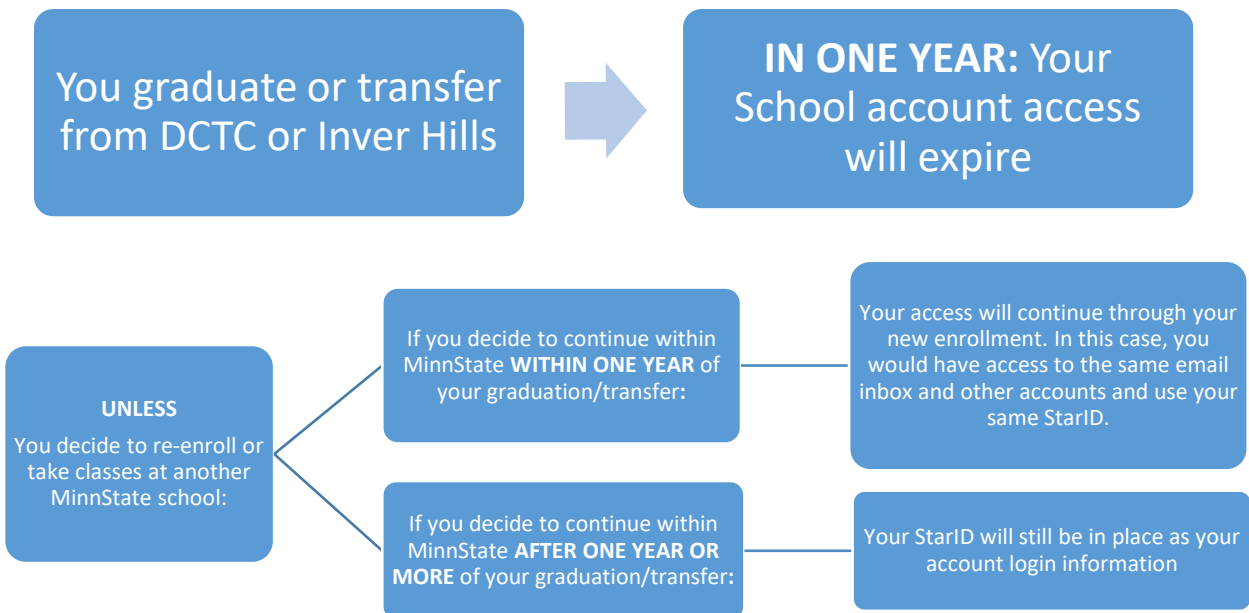 You graduate or transfer
from DCTC or Inver Hills
IN ONE YEAR: Your
School account access
will expire
UNLESS
You decide to re-enroll or
take classes at another
MinnState school:
If you decide to continue within
MinnState WITHIN ONE YEAR of
your graduation/transfer:
Your access will continue through your
new enrollment. In this case, you
would have access to the same email
inbox and other accounts and use your
same StarID.
If you decide to continue within
MinnState AFTER ONE YEAR OR
MORE of your graduation/transfer:
Your StarID will still be in place as your
account login information